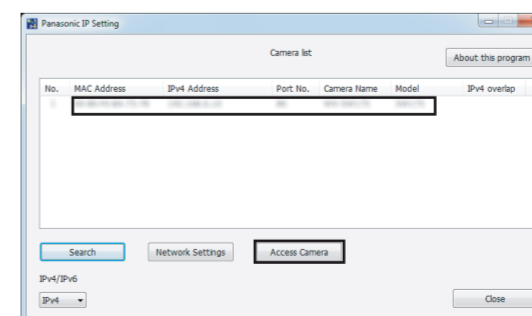 Panasonic IP Setting
Camera list
About this program
No. MAC Address IPv4 Address Port No. Camera Name Model IPv4 overlap
Search Network Settings Access Camera
IPv4/IPv6
IPv4
Close